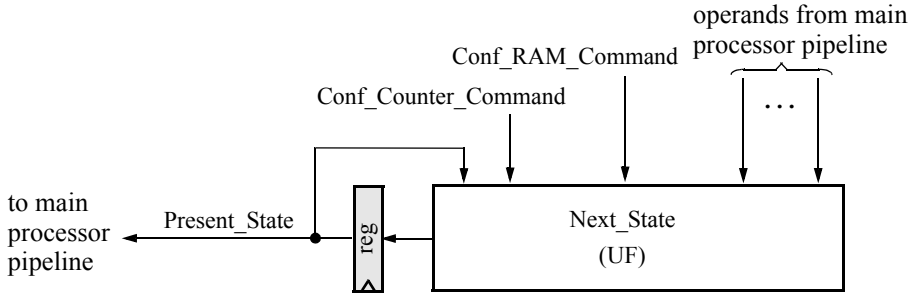 operands from main
processor pipeline
Conf_RAM_Command
Conf_Counter_Command
...
to main
processor
pipeline
Present_State
reg
Next_State
(UF)